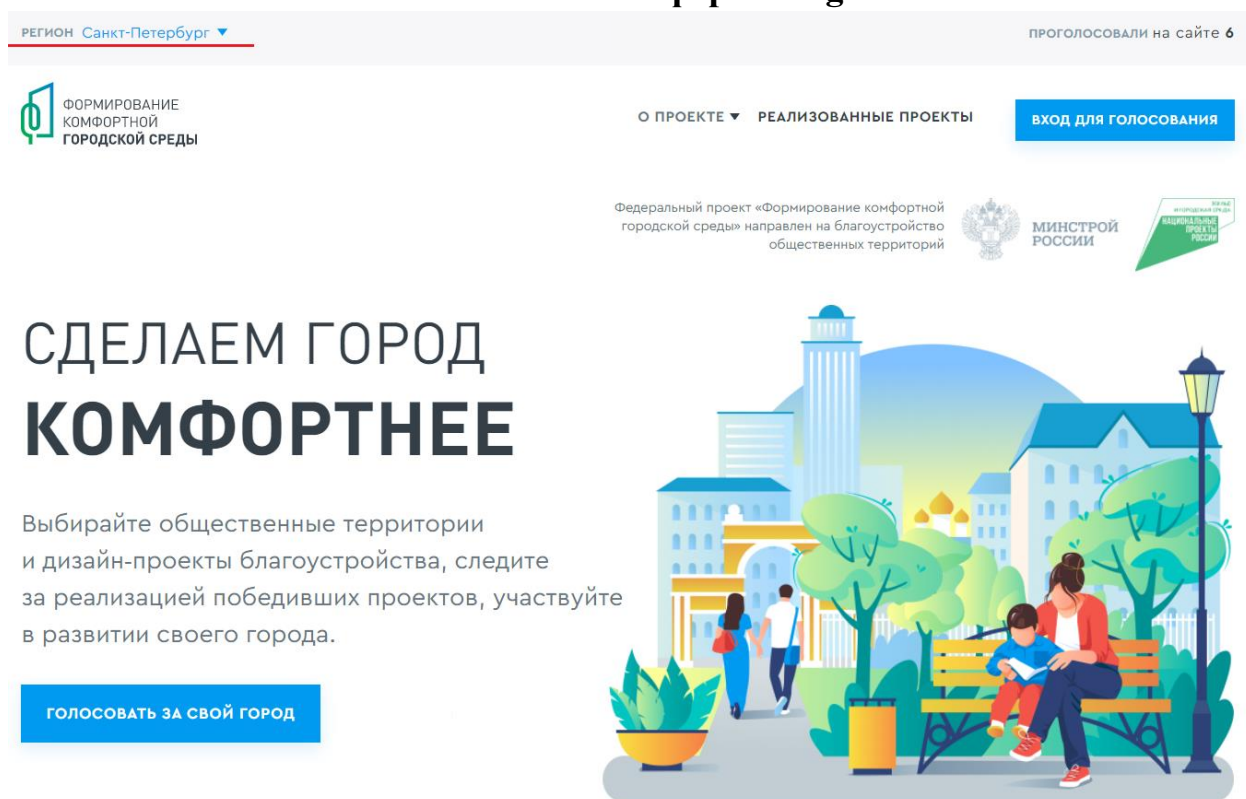 РЕГИОН Санкт-Петербург ▼
ПРОГОЛОСОВАЛИ на сайте 6
ФОРМИРОВАНИЕ
КОМФОРТНОЙ
ГОРОДСКОЙ СРЕДЫ
О ПРОЕКТЕ ▼ РЕАЛИЗОВАННЫЕ ПРОЕКТЫ
ВХОД ДЛЯ ГОЛОСОВАНИЯ
Федеральный проект «Формирование комфортной
городской среды» направлен на благоустройство
общественных территорий
МИНСТРОЙ
РОССИИ
НАЦИОНАЛЬНЫЕ
ПРОЕКТЫ
РОССИИ
СДЕЛАЕМ ГОРОД
КОМФОРТНЕЕ
Выбирайте общественные территории
и дизайн-проекты благоустройства, следите
за реализацией победивших проектов, участвуйте
в развитии своего города.
ГОЛОСОВАТЬ ЗА СВОЙ ГОРОД